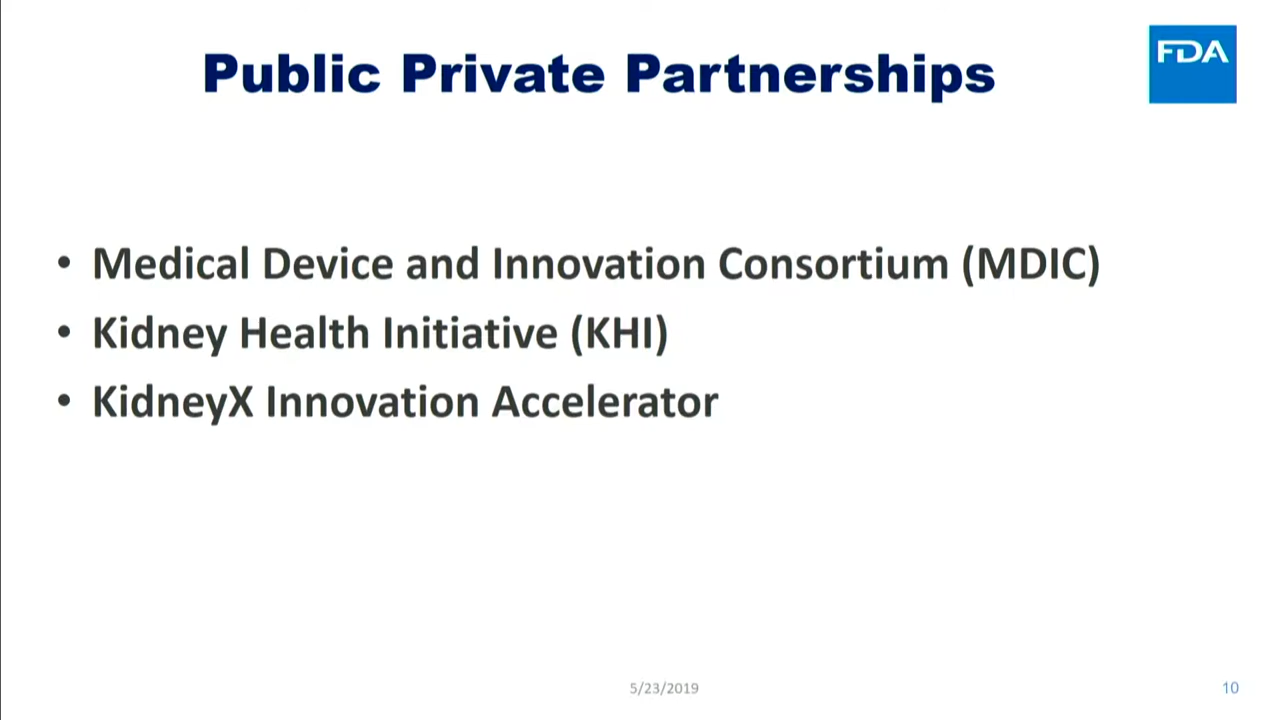 Public Private Partnerships
FDA
• Medical Device and Innovation Consortium (MDIC)
• Kidney Health Initiative (KHI)
• KidneyX Innovation Accelerator
5/23/2019
10